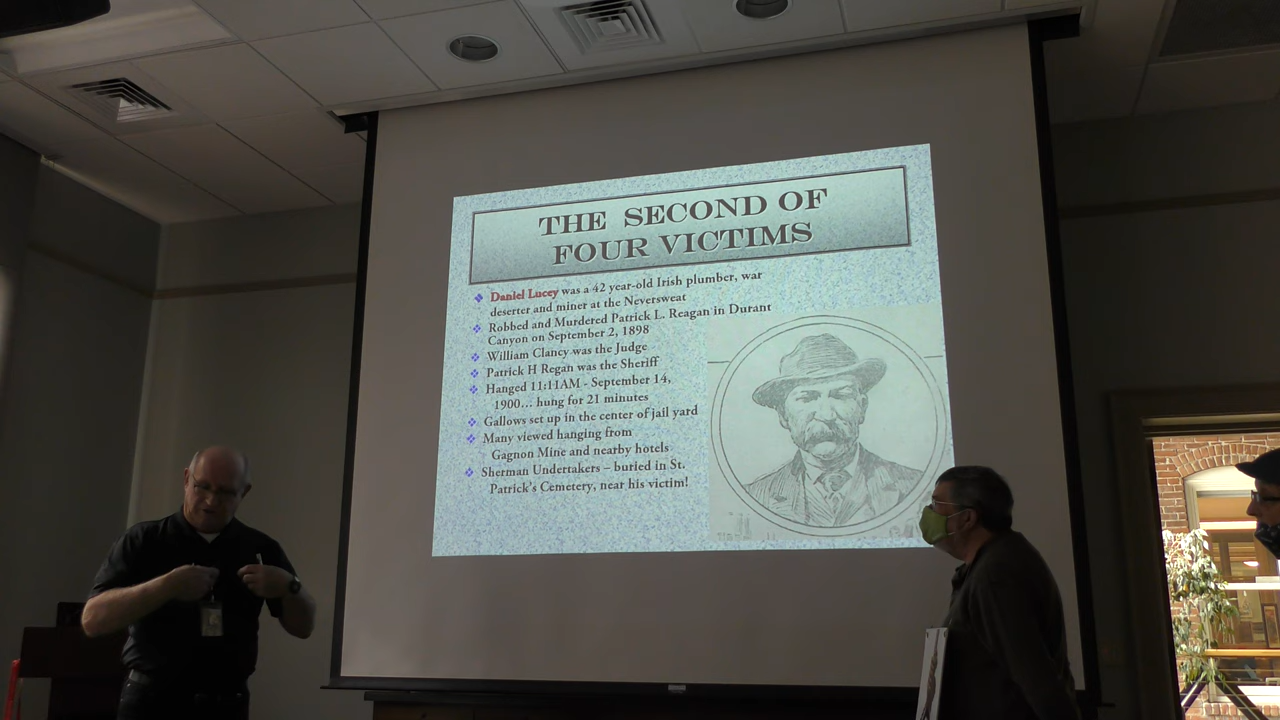 THE SECOND OF
FOUR VICTIMS
Daniel Lucey was a 42 year-old Irish plumber, war
deserter and miner at the Neversweat
Robbed and Murdered Patrick L. Reagan in Durant
Canyon on September 2, 1898
William Clancy was the Judge
Patrick H Regan was the Sheriff
Hanged 11:11AM - September 14,
1900... hung for 21 minutes
Gallows set up in the center of jail yard
Many viewed hanging from
Gagnon Mine and nearby hotels
Sherman Undertakers – buried in St.
Patrick's Cemetery, near his victim!